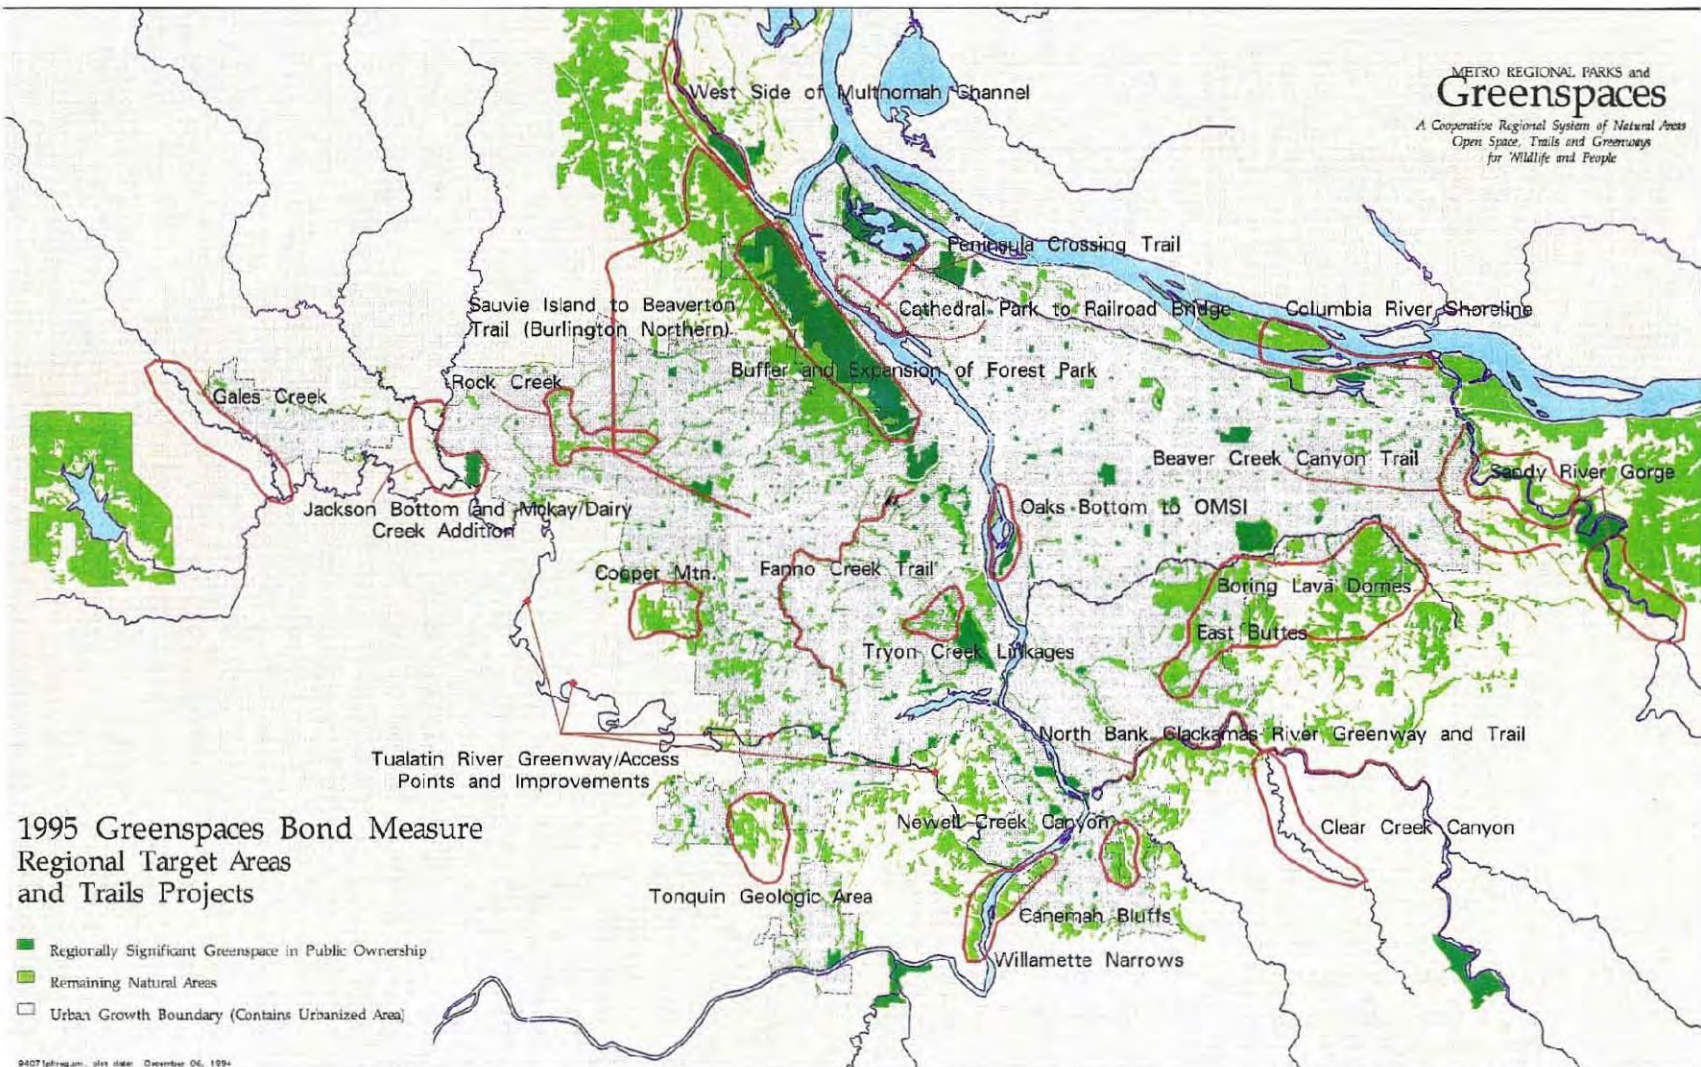 METRO REGIONAL PARKS and
Greenspaces
A Cooperative Regional System of Natural Areas
Open Space, Trails and Greenways
for Wildlife and People
West Side of Multnomah Channel
Peninsula Crossing Trail
Sauvie Island to Beaverton
Trail (Burlington Northern)
Cathedral Park to Railroad Bridge
Columbia River Shoreline
Buffer and Expansion of Forest Park
Rock Creek
Gales Creek
Beaver Creek Canyon Trail
Sandy River Gorge
Jackson Bottom and Mckay/Dairy
Creek Addition
Oaks Bottom to OMSI
Cooper Mtn.
Fanno Creek Trail
Boring Lava Domes
East Buttes
Tryon Creek Linkages
North Bank Clackamas River Greenway and Trail
Tualatin River Greenway/Access
Points and Improvements
Newell Creek Canyon
Clear Creek Canyon
Tonquin Geologic Area
Canemah Bluffs
Willamette Narrows
1995 Greenspaces Bond Measure
Regional Target Areas
and Trails Projects
Regionally Significant Greenspace in Public Ownership
Remaining Natural Areas
Urban Growth Boundary (Contains Urbanized Area)
plot date: December 06, 1994